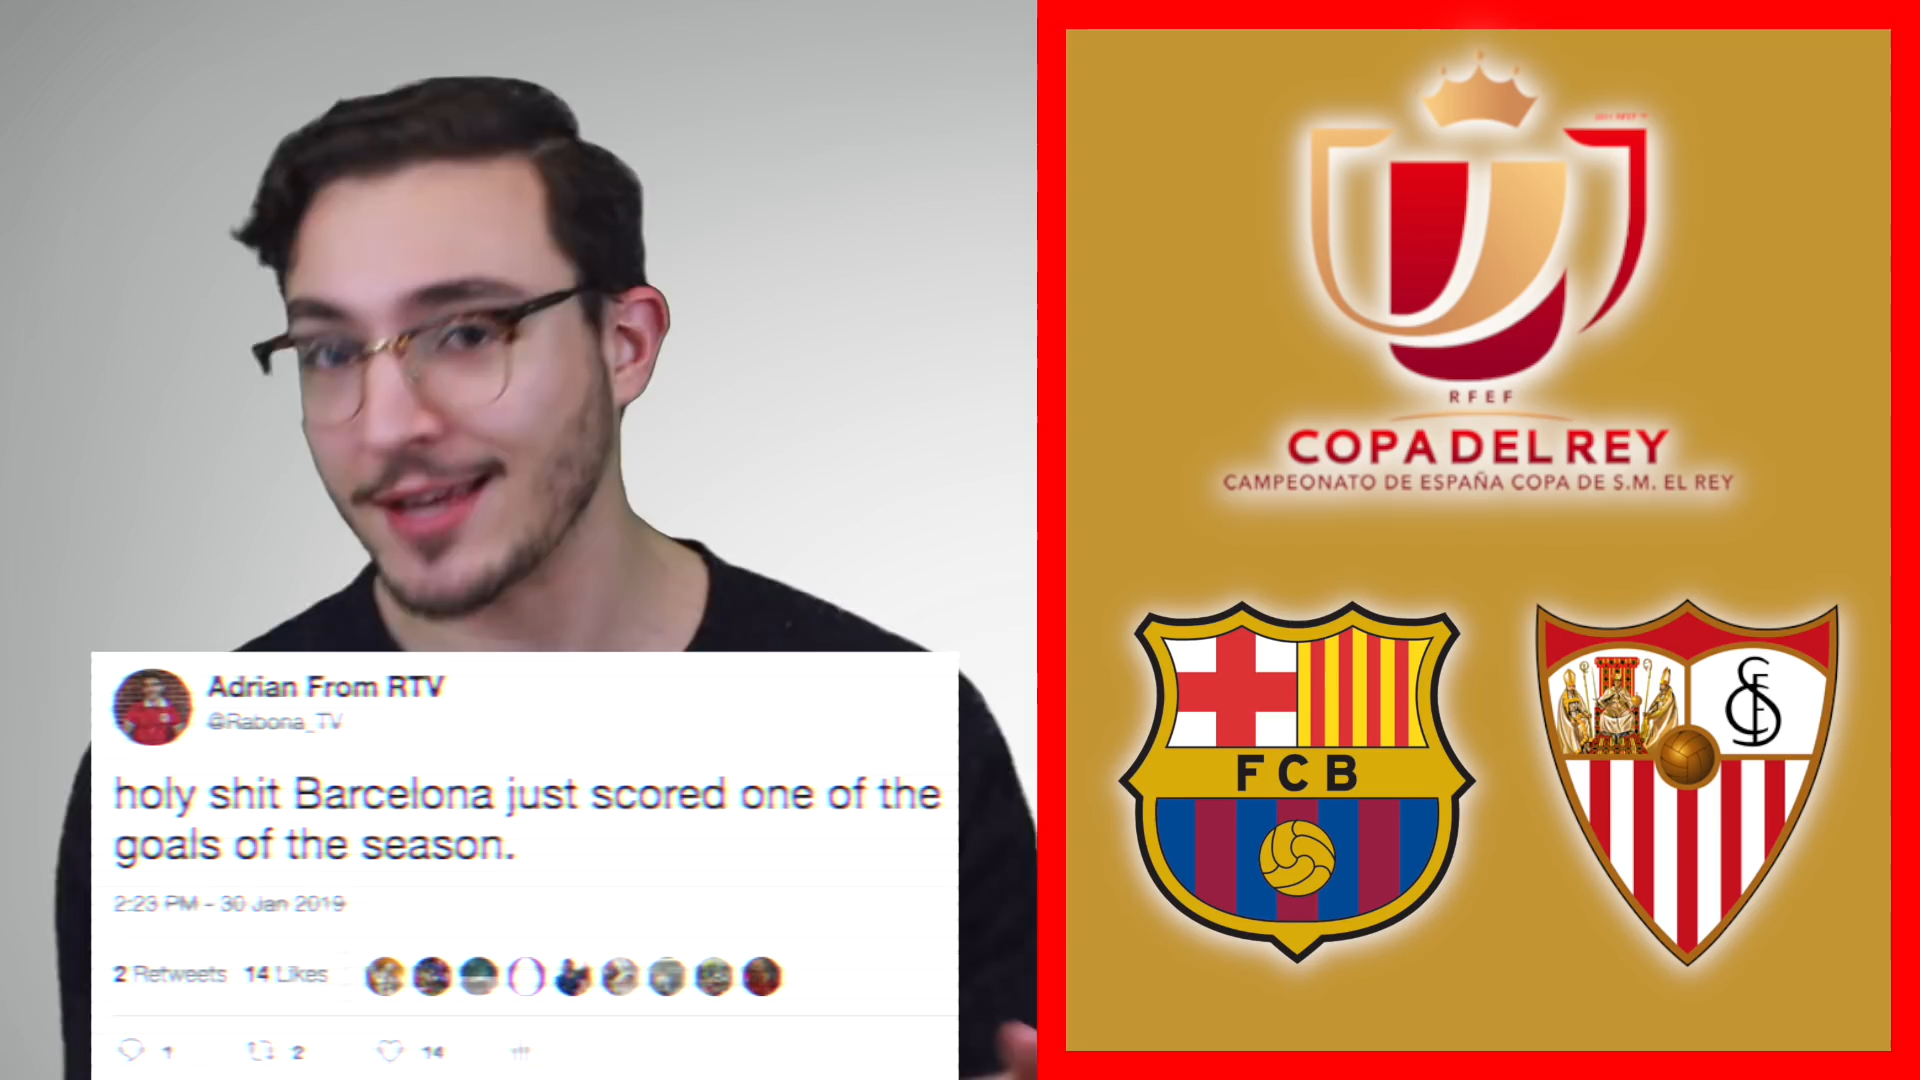 Adrian From RTV
@Rabona_TV
holy shit Barcelona just scored one of the
goals of the season.
2:23 PM - 30 Jan 2019
2 Retweets 14 Likes
1 2 14
RFEF
COPA DEL REY
CAMPEONATO DE ESPAÑA COPA DE S.M. EL REY
FCB